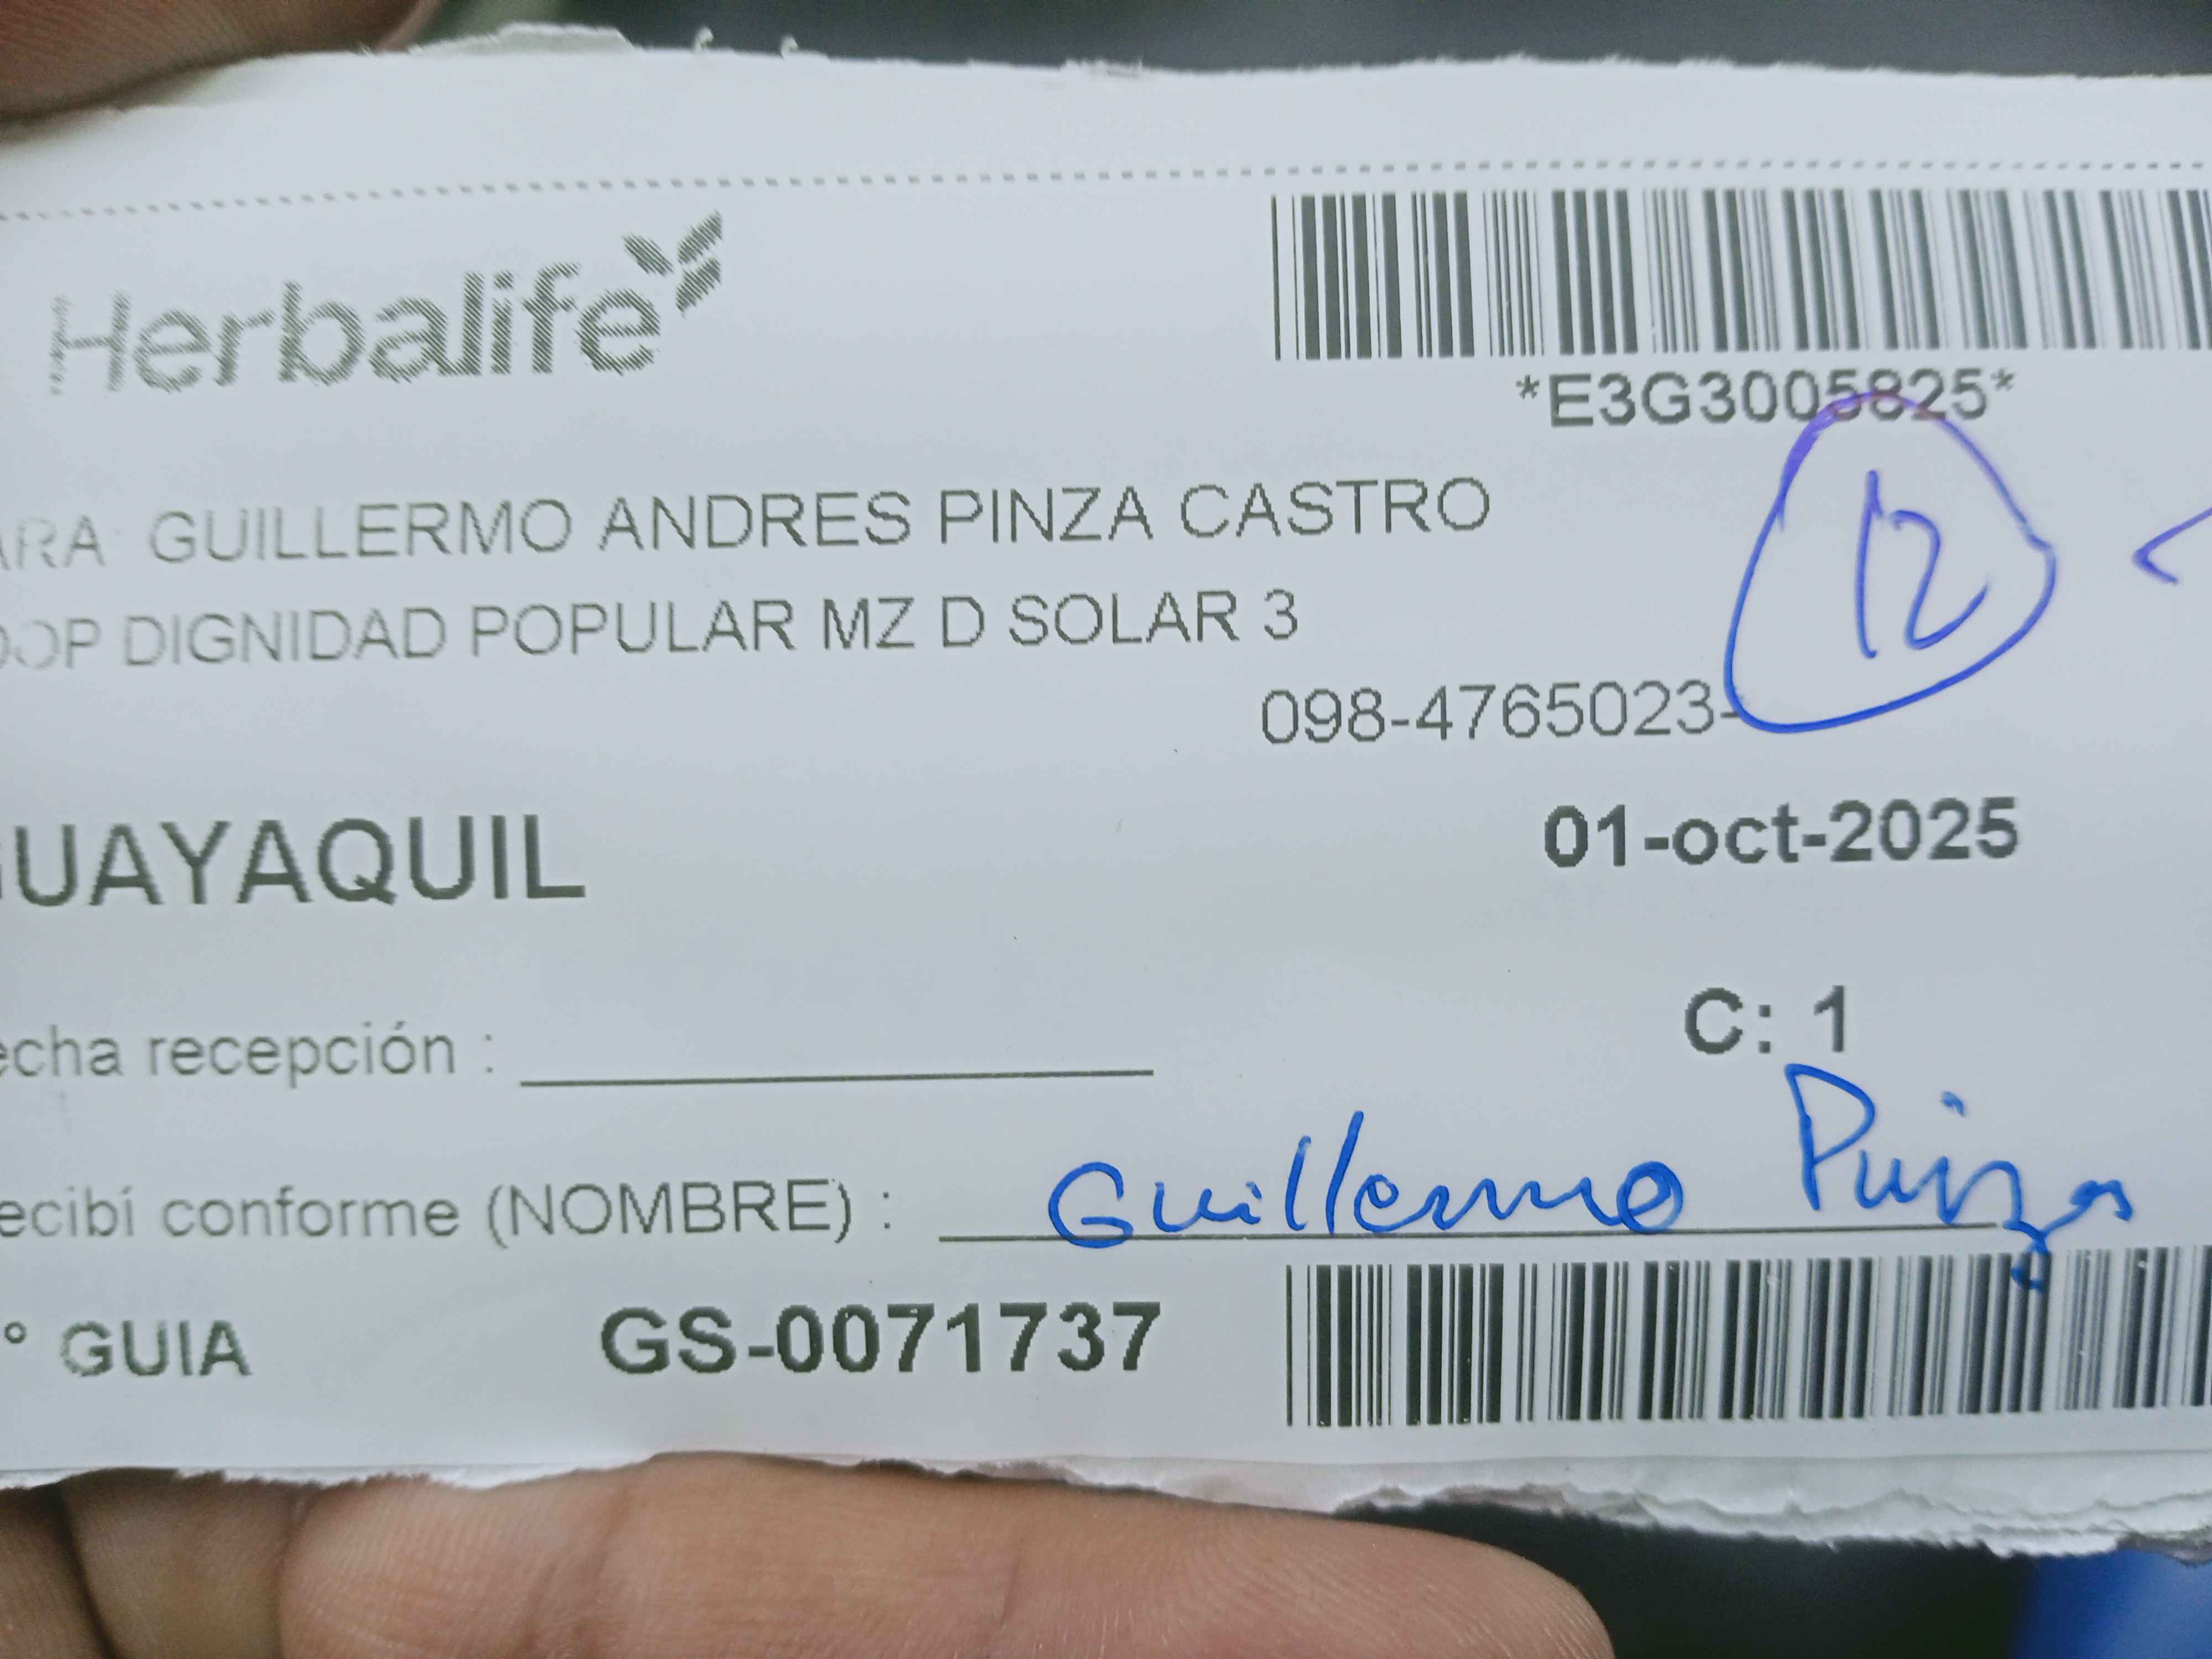 Herbalife
*E3G3005825*
ARA GUILLERMO ANDRES PINZA CASTRO
12
OOP DIGNIDAD POPULAR MZ D SOLAR 3
098-4765023-
GUAYAQUIL
01-oct-2025
echa recepción :
C: 1
ecibí conforme (NOMBRE) : Guillermo Pinza
° GUIA GS-0071737